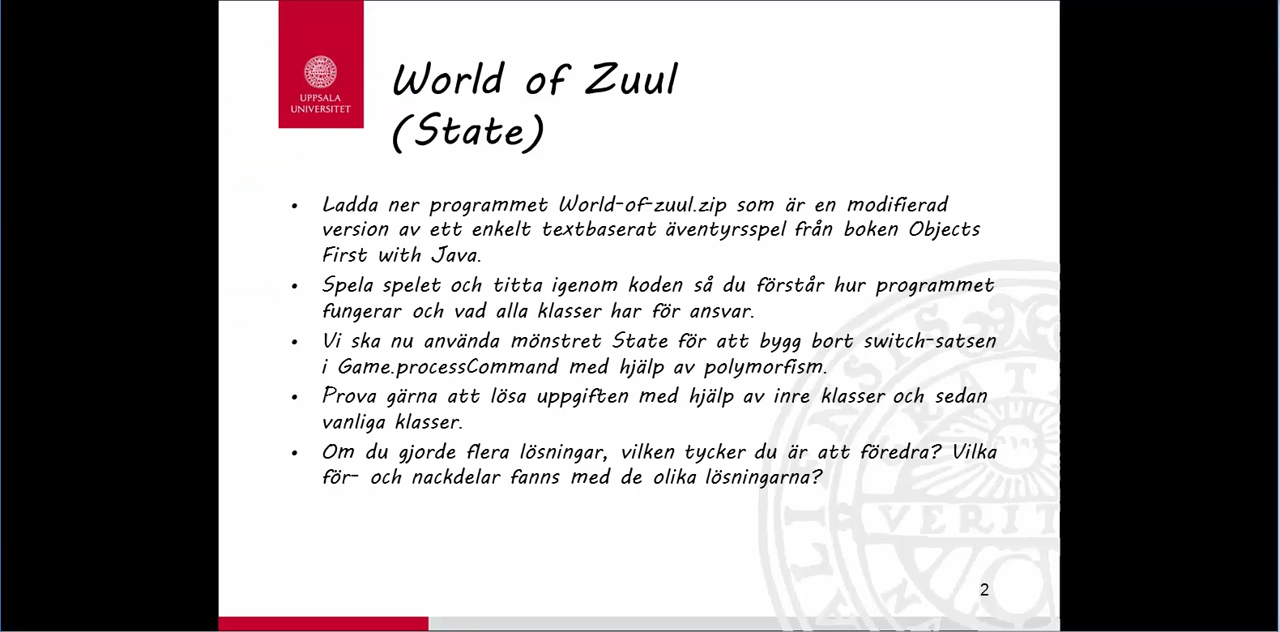 UPPSALA
UNIVERSITET
World of Zuul
(State)
• Ladda ner programmet World-of-zuul.zip som är en modifierad
version av ett enkelt textbaserat äventyrsspel från boken Objects
First with Java.
• Spela spelet och titta igenom koden så du förstår hur programmet
fungerar och vad alla klasser har för ansvar.
• Vi ska nu använda mönstret State för att bygg bort switch-satsen
i Game.processCommand med hjälp av polymorfism.
• Prova gärna att lösa uppgiften med hjälp av inre klasser och sedan
vanliga klasser.
• Om du gjorde flera lösningar, vilken tycker du är att föredra? Vilka
för- och nackdelar fanns med de olika lösningarna?
VERIT
2